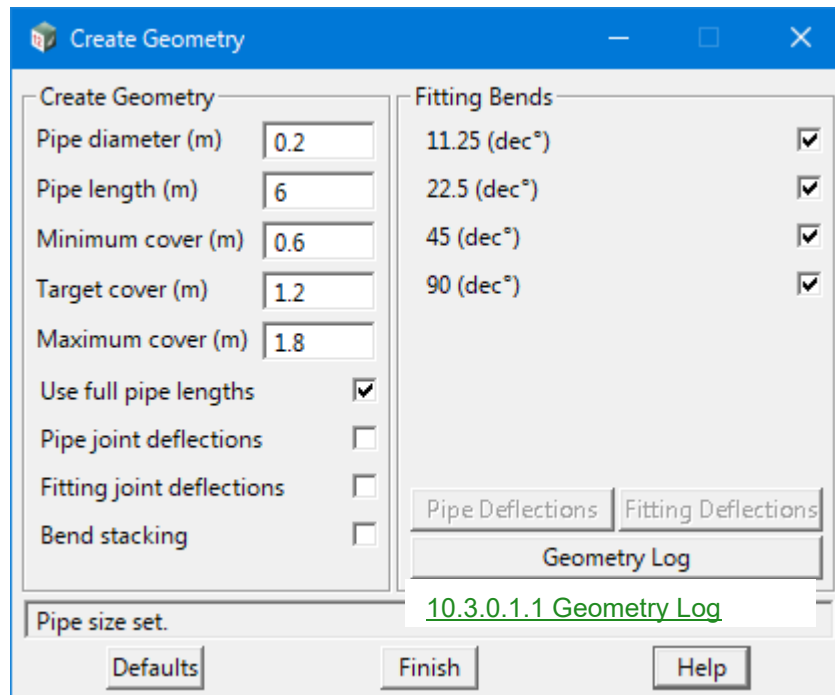 Create Geometry
Create Geometry
Pipe diameter (m) 0.2
Pipe length (m) 6
Minimum cover (m) 0.6
Target cover (m) 1.2
Maximum cover (m) 1.8
Use full pipe lengths
Pipe joint deflections
Fitting joint deflections
Bend stacking
Fitting Bends
11.25 (dec°)
22.5 (dec°)
45 (dec°)
90 (dec°)
Pipe Deflections Fitting Deflections
Geometry Log
10.3.0.1.1 Geometry Log
Pipe size set.
Defaults Finish Help